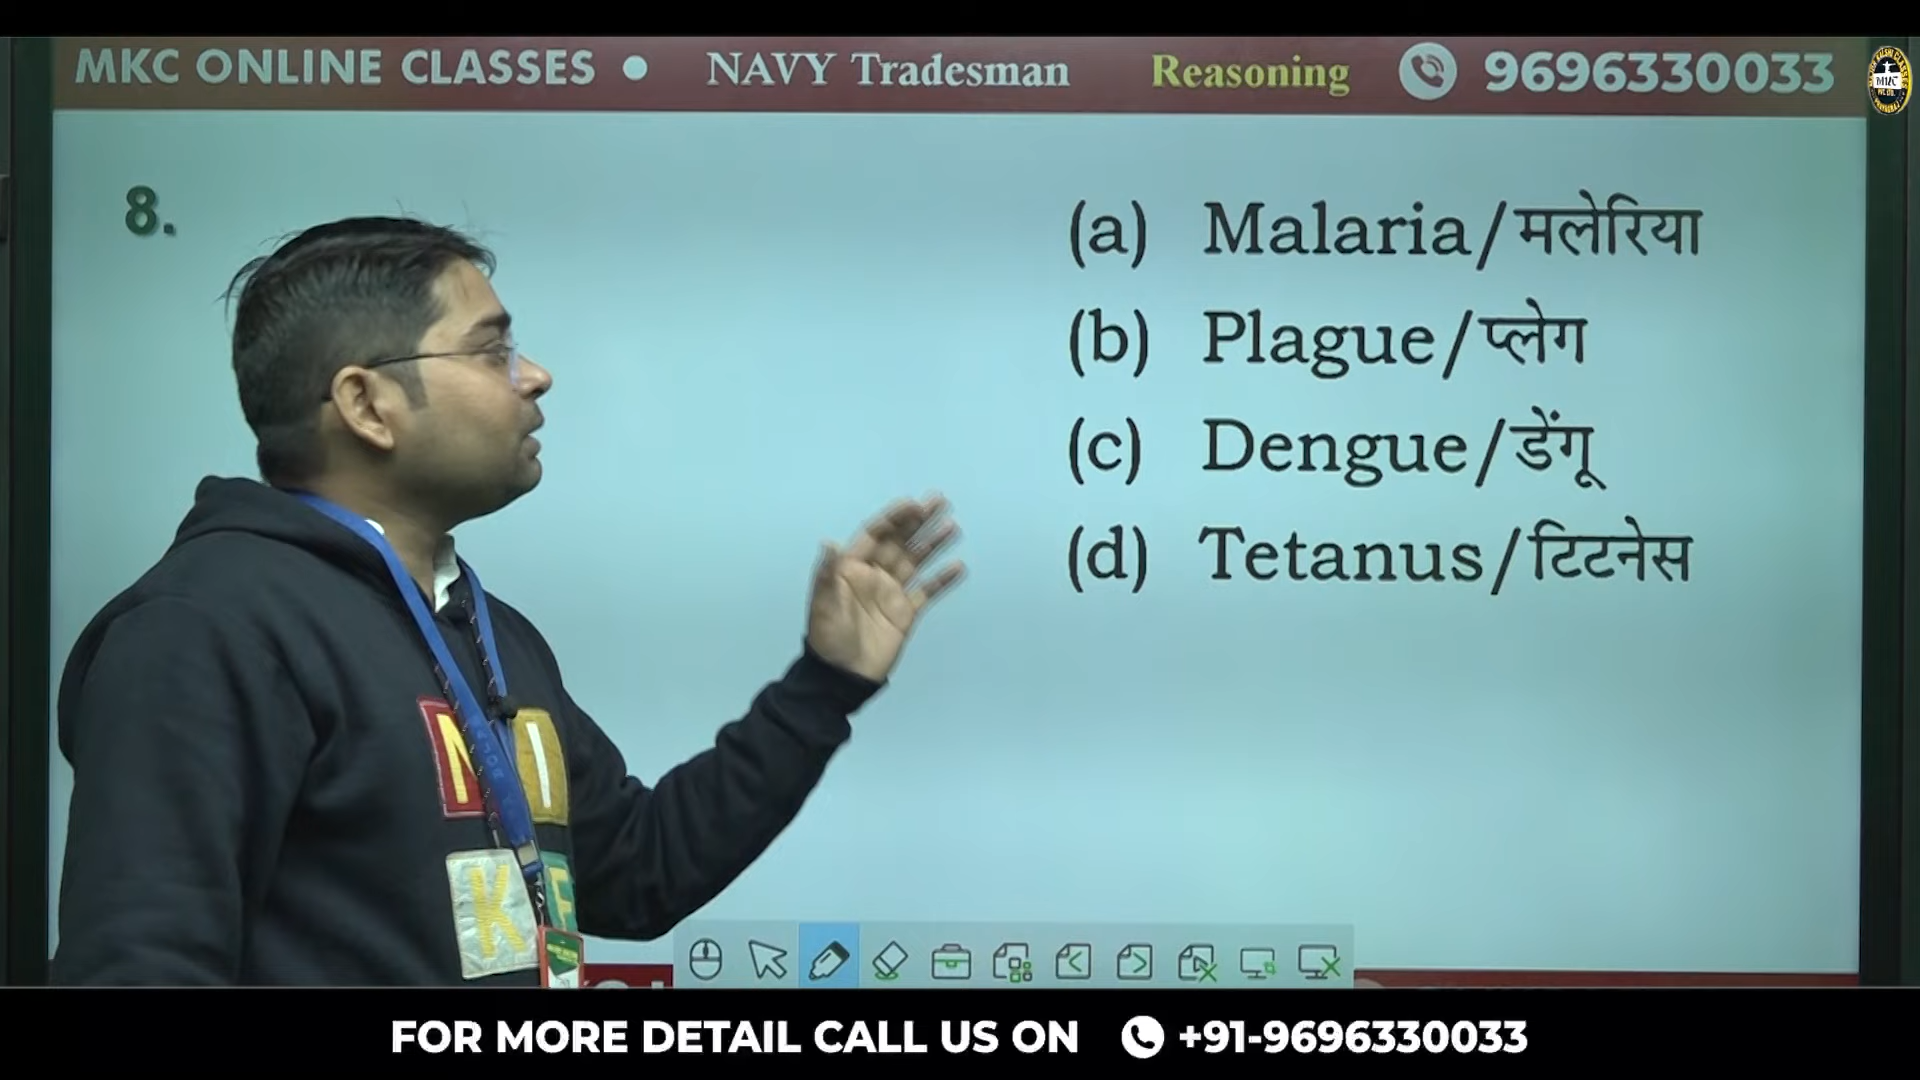 MKC ONLINE CLASSES • NAVY Tradesman Reasoning 9696330033
8.
(a) Malaria/मलेरिया
(b) Plague/प्लेग
(c) Dengue/डेंगू
(d) Tetanus/टिटनेस
N I
K F
FOR MORE DETAIL CALL US ON +91-9696330033